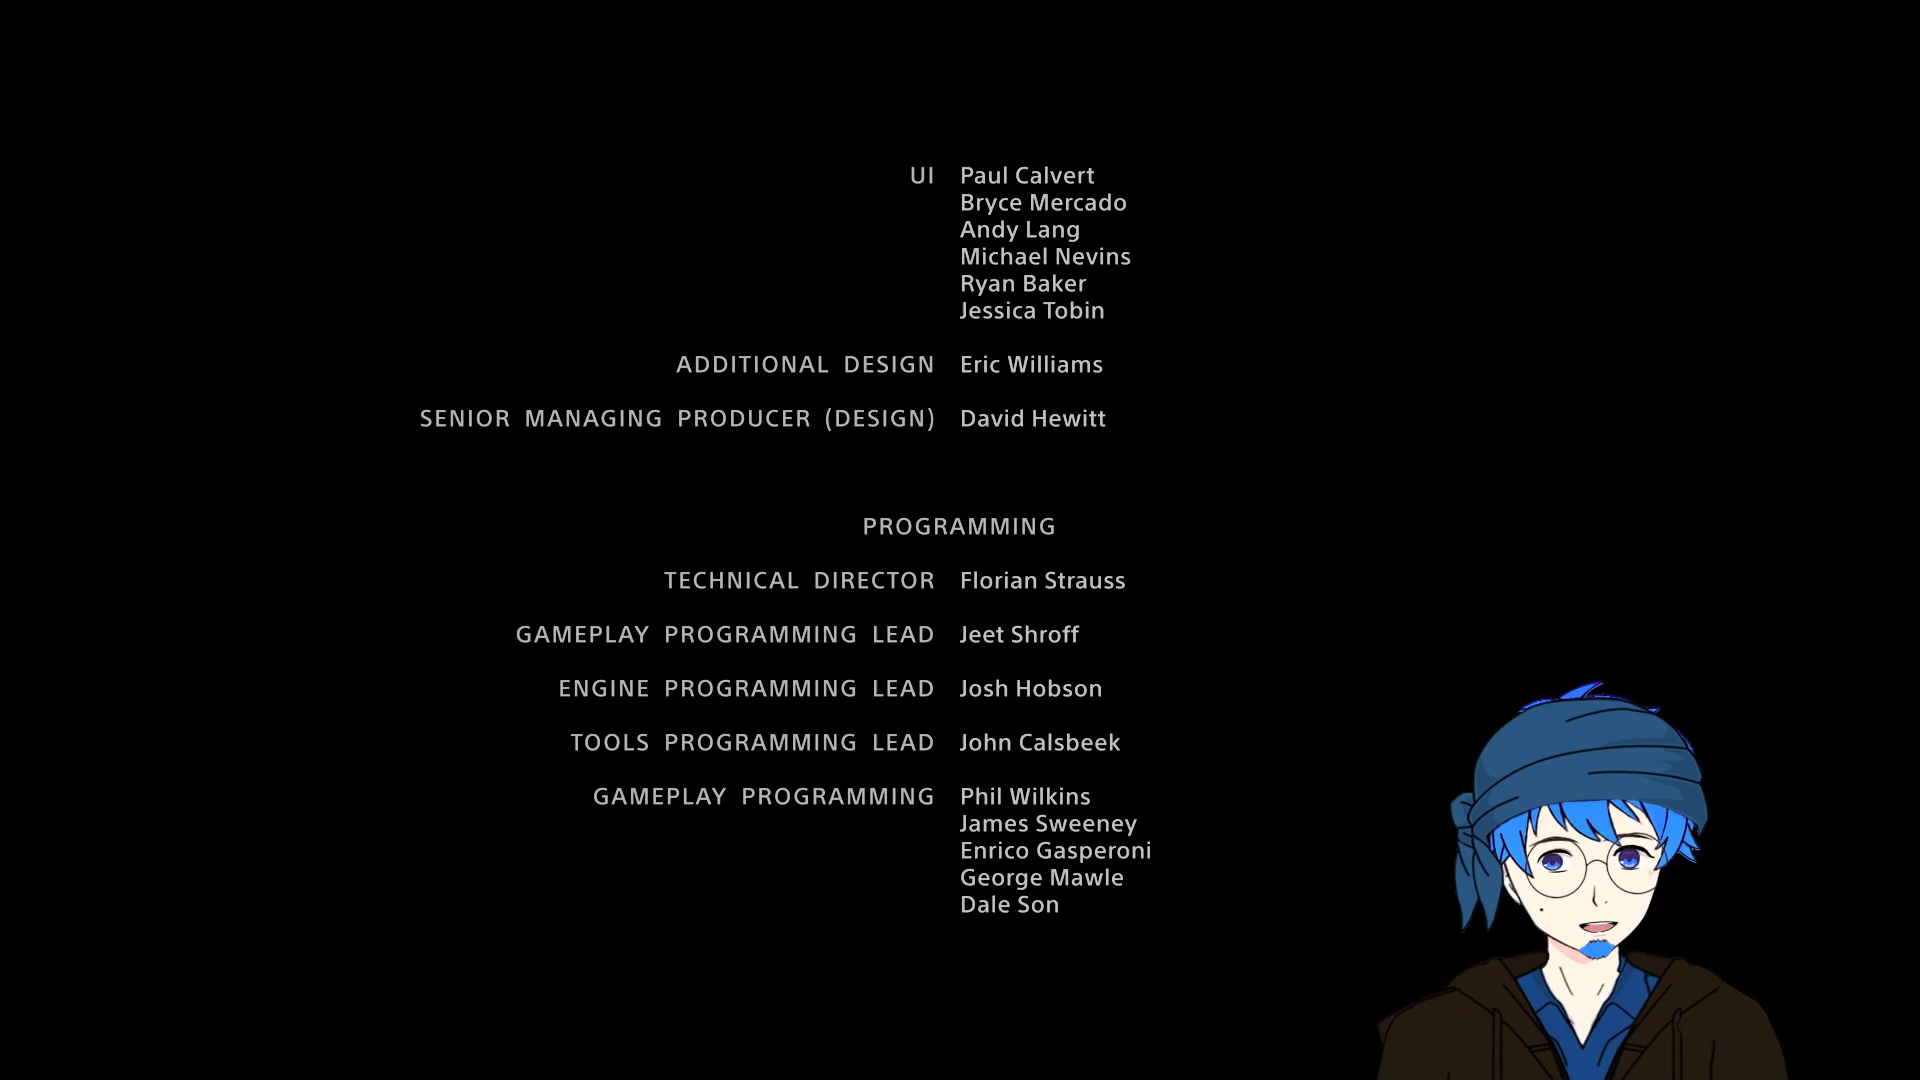 UI Paul Calvert
Bryce Mercado
Andy Lang
Michael Nevins
Ryan Baker
Jessica Tobin
ADDITIONAL DESIGN Eric Williams
SENIOR MANAGING PRODUCER (DESIGN) David Hewitt
PROGRAMMING
TECHNICAL DIRECTOR Florian Strauss
GAMEPLAY PROGRAMMING LEAD Jeet Shroff
ENGINE PROGRAMMING LEAD Josh Hobson
TOOLS PROGRAMMING LEAD John Calsbeek
GAMEPLAY PROGRAMMING Phil Wilkins
James Sweeney
Enrico Gasperoni
George Mawle
Dale Son